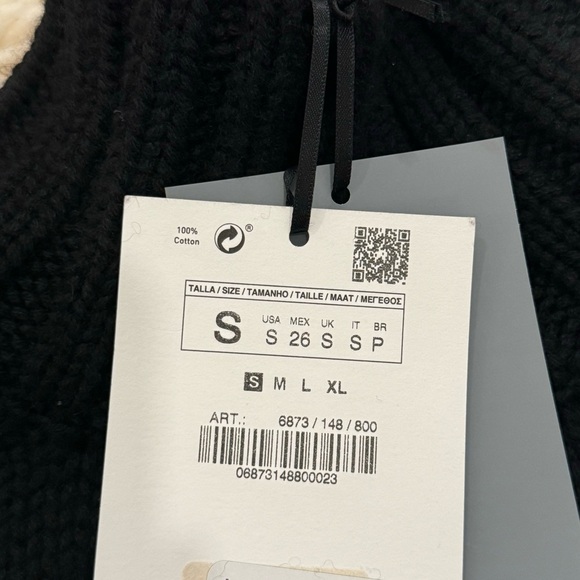 100%
Cotton
®
TALLA / SIZE / TAMANHO / TAILLE / MAAT / ΜΕΓΕΘΟΣ
USA MEX UK IT BR
S S 26 S S P
S M L XL
ART.: 6873 / 148 / 800
06873148800023